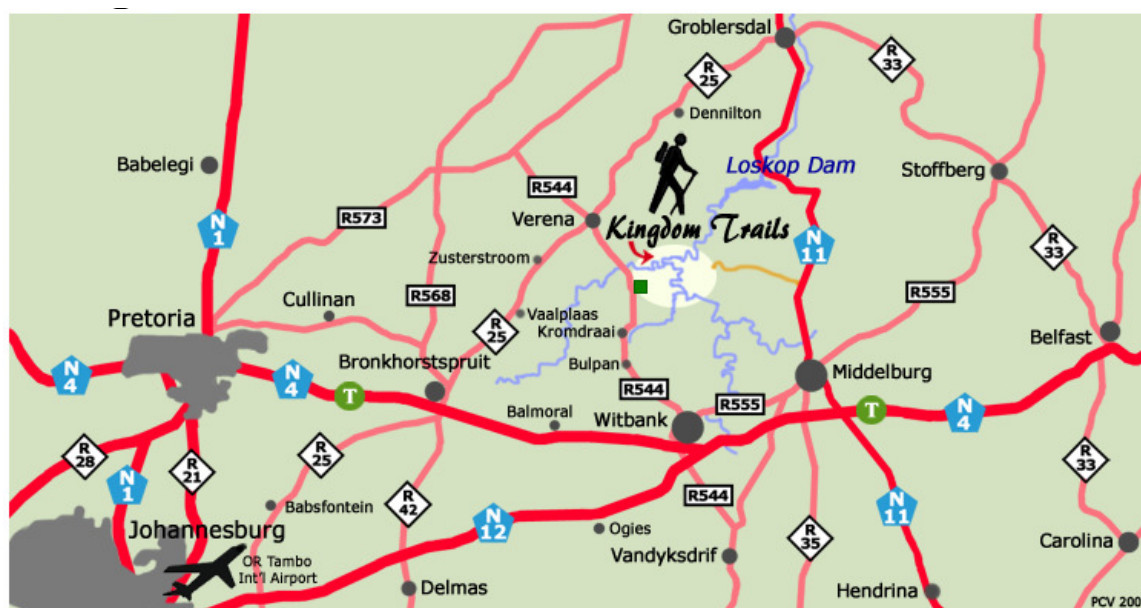 Groblersdal
R
33
R
25
Dennilton
Babelegi
Loskop Dam
Stoffberg
R544
R573
Verena
Kingdom Trails
N
1
N
11
R
33
Zusterstroom
R568
R555
Cullinan
Vaalplaas
Pretoria
R
25
Kromdraai
Belfast
Bronkhorstspruit
Bulpan
Middelburg
N
4
N
4
T
R544
R555
T
N
4
Balmoral
Witbank
R
28
R
21
R
25
R
33
N
1
R
42
R544
Babsfontein
N
12
N
11
Johannesburg
Ogies
R
35
Carolina
OR Tambo
Int'l Airport
Vandyksdrif
Delmas
Hendrina
PCV 200